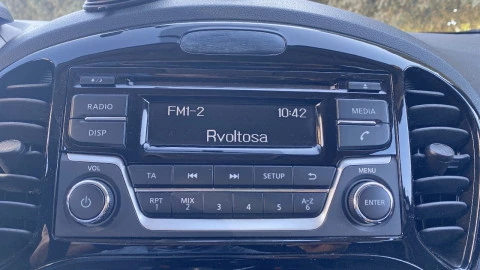 RADIO
DISP
FM1-2 10:42
Rvoltosa
MEDIA
VOL
TA SETUP
MENU
RPT MIX A-Z
1 2 3 4 5 6
ENTER